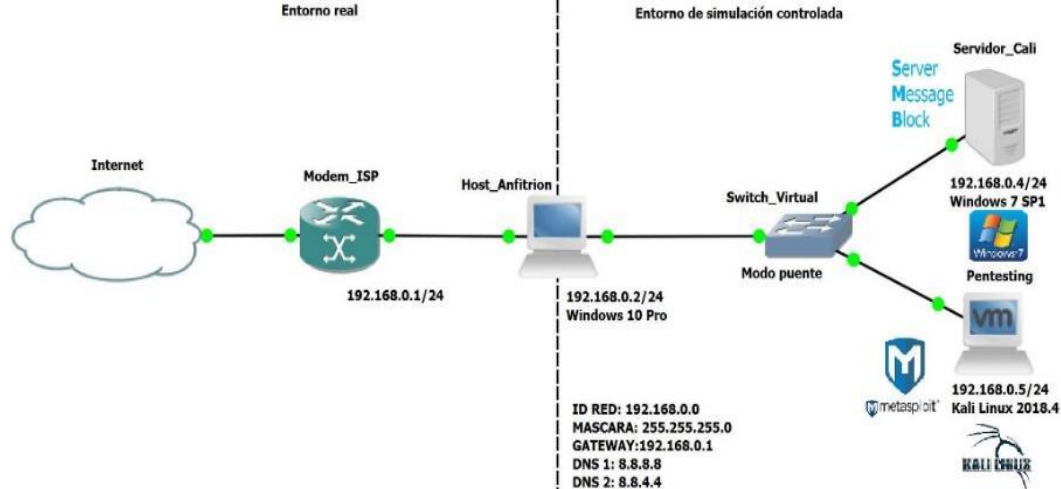 Entorno real
Entorno de simulación controlada
Servidor_Cali
Server
Message
Block
Internet
Modem_ISP
Host_Anfitrion
Switch_Virtual
192.168.0.4/24
Windows 7 SP1
Windows 7
Modo puente
Pentesting
192.168.0.1/24
192.168.0.2/24
Windows 10 Pro
vm
metasploit
192.168.0.5/24
Kali Linux 2018.4
ID RED: 192.168.0.0
MASCARA: 255.255.255.0
GATEWAY:192.168.0.1
DNS 1: 8.8.8.8
DNS 2: 8.8.4.4
KALI LINUX